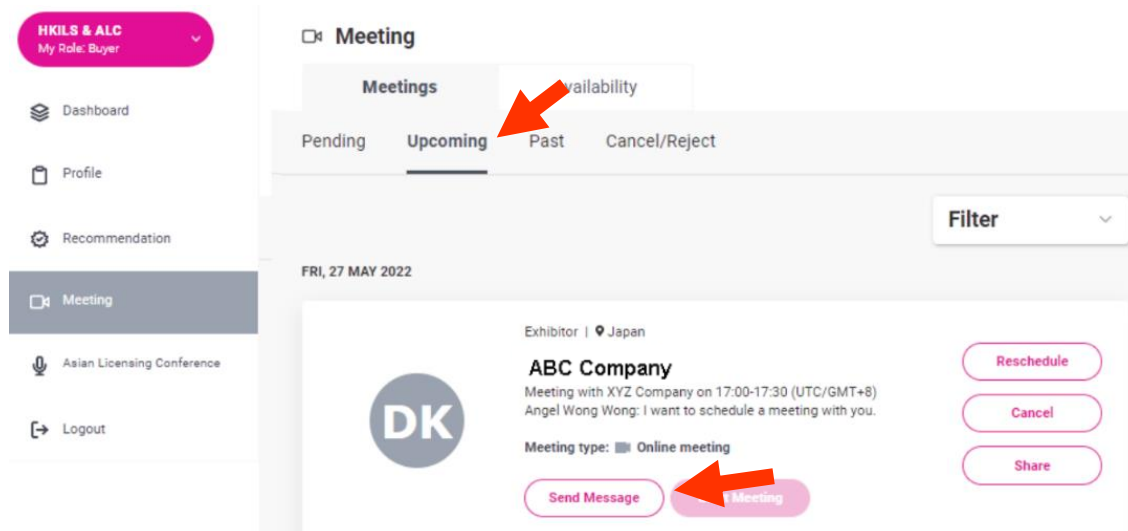 HKILS & ALC
My Role: Buyer
Dashboard
Profile
Recommendation
Meeting
Asian Licensing Conference
Logout
Meeting
Meetings
Pending
Upcoming
Past
Cancel/Reject
Filter
FRI, 27 MAY 2022
DK
Exhibitor | Japan
ABC Company
Meeting with XYZ Company on 17:00-17:30 (UTC/GMT+8)
Angel Wong Wong: I want to schedule a meeting with you.
Meeting type: Online meeting
Send Message
Meeting
Reschedule
Cancel
Share